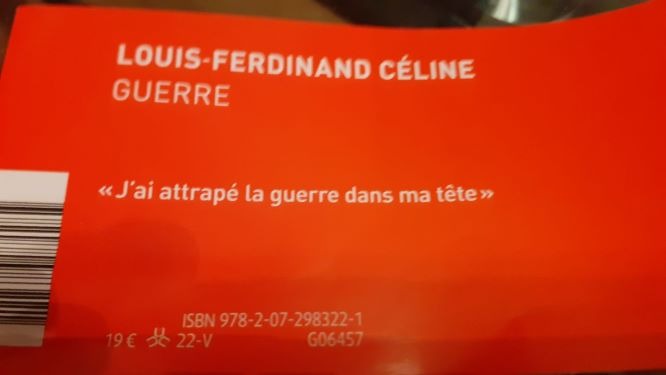 LOUIS-FERDINAND CÉLINE
GUERRE
«J'ai attrapé la guerre dans ma tête»
ISBN 978-2-07-298322-1
19 € 22-V G06457